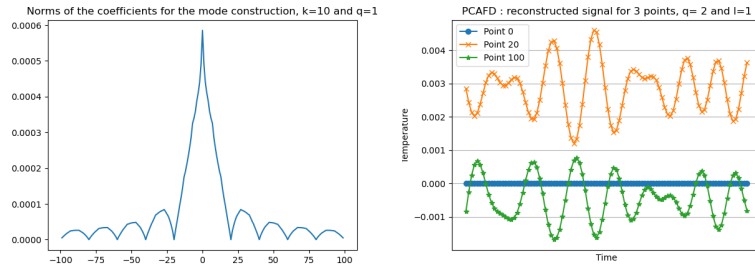 Norms of the coefficients for the mode construction, k=10 and q=1
0.0006
0.0005
0.0004
0.0003
0.0002
0.0001
0.0000
−100 −75 −50 −25 0 25 50 75 100
PCAFD : reconstructed signal for 3 points, q= 2 and l=1
Point 0
Point 20
Point 100
0.004
0.003
0.002
0.001
0.000
−0.001
Temperature
Time